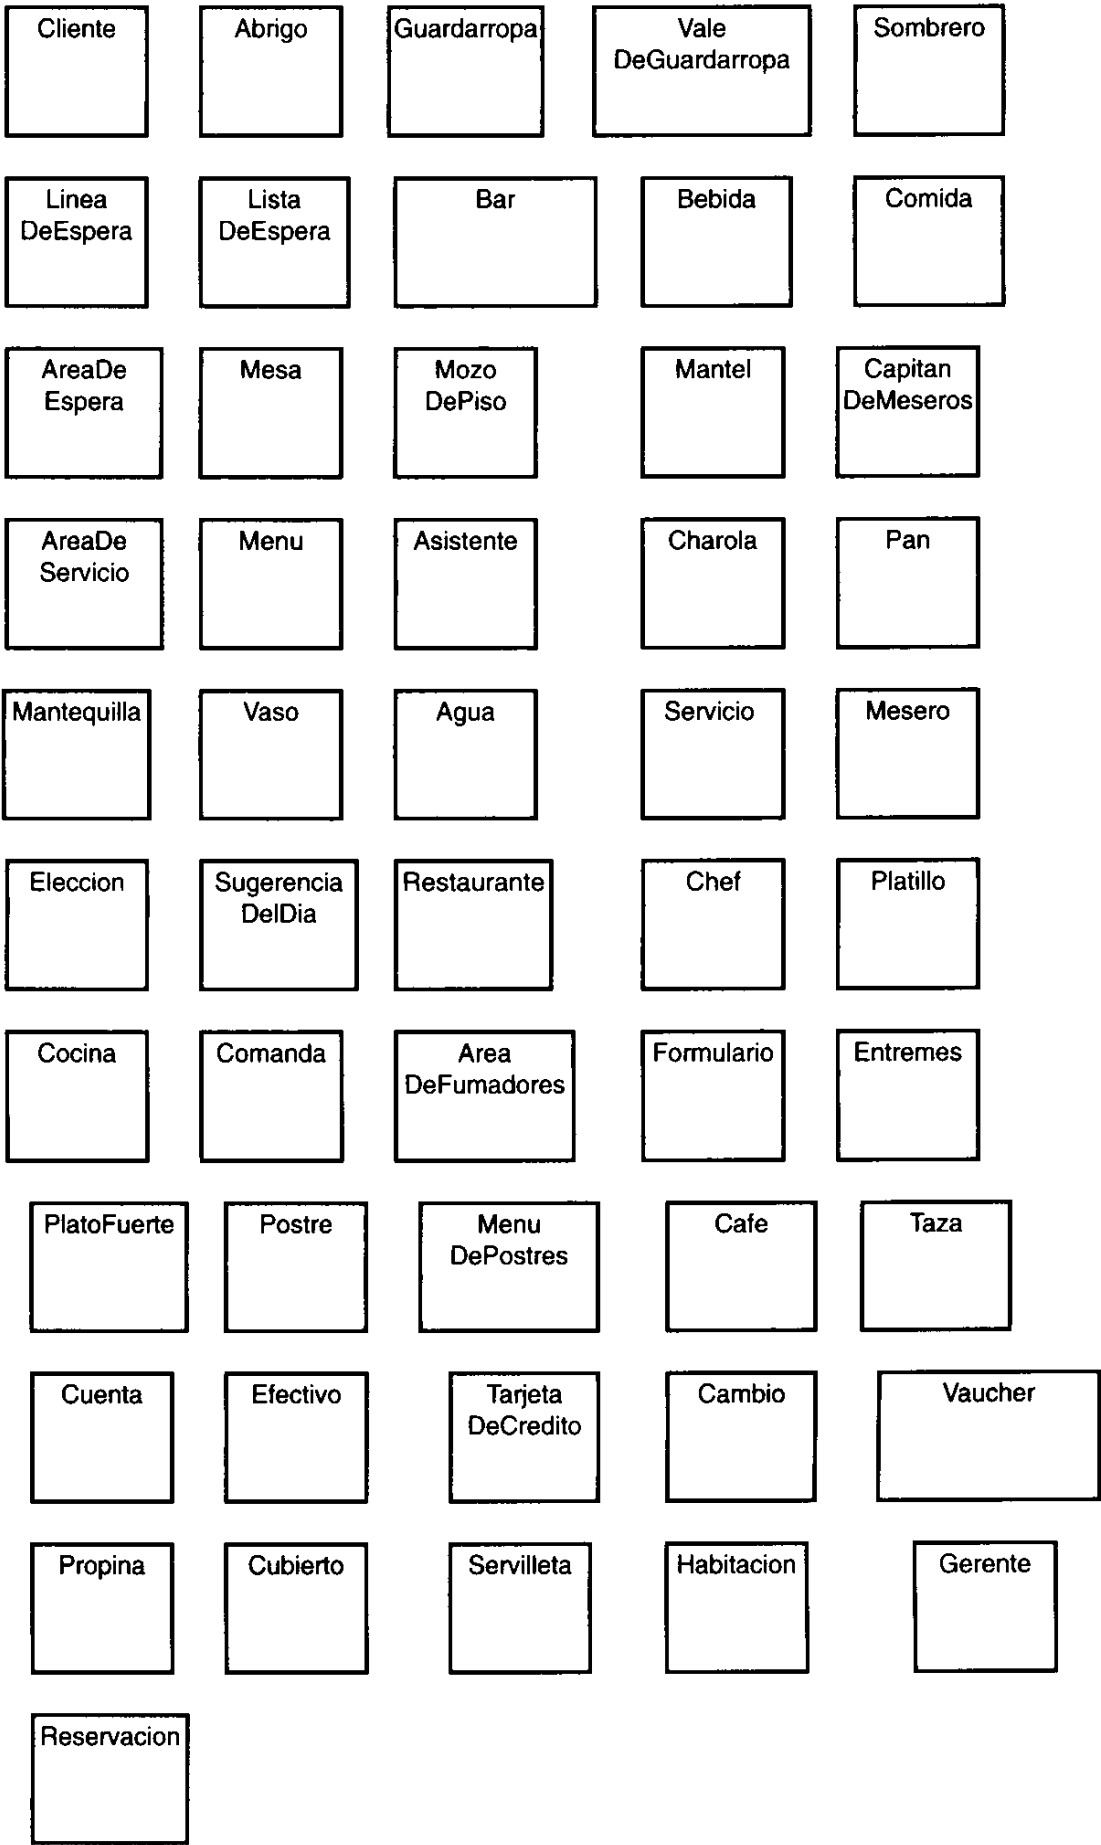 Cliente
Abrigo
Guardarropa
Vale
DeGuardarropa
Sombrero
Linea
DeEspera
Lista
DeEspera
Bar
Bebida
Comida
AreaDe
Espera
Mesa
Mozo
DePiso
Mantel
Capitan
DeMeseros
AreaDe
Servicio
Menu
Asistente
Charola
Pan
Mantequilla
Vaso
Agua
Servicio
Mesero
Eleccion
Sugerencia
DelDia
Restaurante
Chef
Platillo
Cocina
Comanda
Area
DeFumadores
Formulario
Entremes
PlatoFuerte
Postre
Menu
DePostres
Cafe
Taza
Cuenta
Efectivo
Tarjeta
DeCredito
Cambio
Vaucher
Propina
Cubierto
Servilleta
Habitacion
Gerente
Reservacion